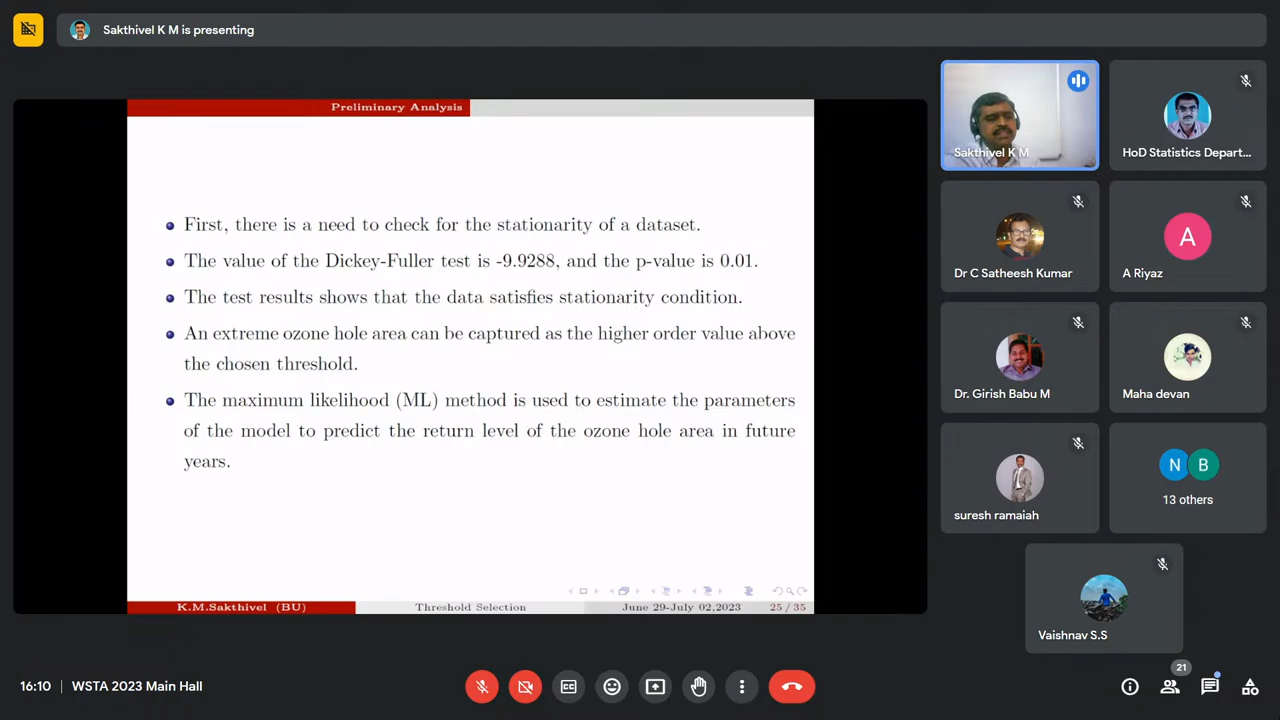 Sakthivel K M is presenting
Preliminary Analysis
First, there is a need to check for the stationarity of a dataset.
The value of the Dickey-Fuller test is -9.9288, and the p-value is 0.01.
The test results shows that the data satisfies stationarity condition.
An extreme ozone hole area can be captured as the higher order value above
the chosen threshold.
The maximum likelihood (ML) method is used to estimate the parameters
of the model to predict the return level of the ozone hole area in future
years.
K.M.Sakthivel (BU)
Threshold Selection
June 29-July 02,2023
25 / 35
Sakthivel K M
HoD Statistics Depart...
Dr C Satheesh Kumar
A
A Riyaz
Dr. Girish Babu M
Maha devan
suresh ramaiah
N B
13 others
Vaishnav S.S
16:10 | WSTA 2023 Main Hall
21